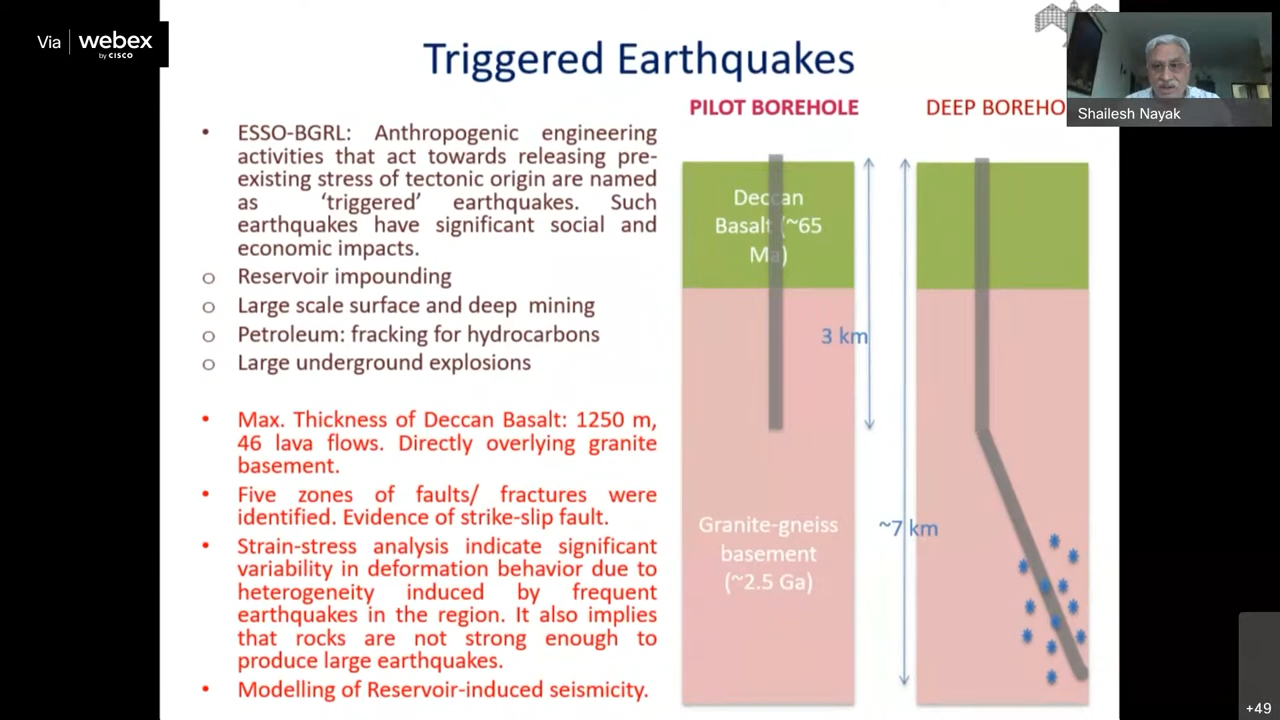 Via webex
by CISCO
Triggered Earthquakes
Shailesh Nayak
PILOT BOREHOLE
DEEP BOREHO
• ESSO-BGRL: Anthropogenic engineering
activities that act towards releasing pre-
existing stress of tectonic origin are named
as 'triggered' earthquakes. Such
earthquakes have significant social and
economic impacts.
o Reservoir impounding
o Large scale surface and deep mining
o Petroleum: fracking for hydrocarbons
o Large underground explosions
• Max. Thickness of Deccan Basalt: 1250 m,
46 lava flows. Directly overlying granite
basement.
• Five zones of faults/ fractures were
identified. Evidence of strike-slip fault.
• Strain-stress analysis indicate significant
variability in deformation behavior due to
heterogeneity induced by frequent
earthquakes in the region. It also implies
that rocks are not strong enough to
produce large earthquakes.
• Modelling of Reservoir-induced seismicity.
Deccan
Basalt (~65
Ma)
3 km
Granite-gneiss
basement
(~2.5 Ga)
~7 km
+49